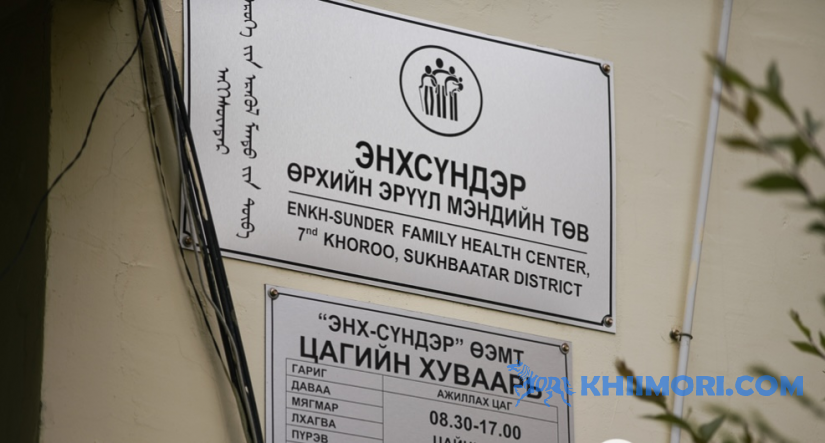 ЭНХСҮНДЭР
ӨРХИЙН ЭРҮҮЛ МЭНДИЙН ТӨВ
ENKH-SUNDER FAMILY HEALTH CENTER,
7nd KHOROO, SUKHBAATAR DISTRICT
"ЭНХ-СҮНДЭР" ӨЭМТ
ЦАГИЙН ХУВААРЬ
ГАРИГ
АЖИЛЛАХ ЦАГ
ДАВАА
МЯГМАР
08.30-17.00
ЛХАГВА
ПҮРЭВ
KHIIMORI.COM